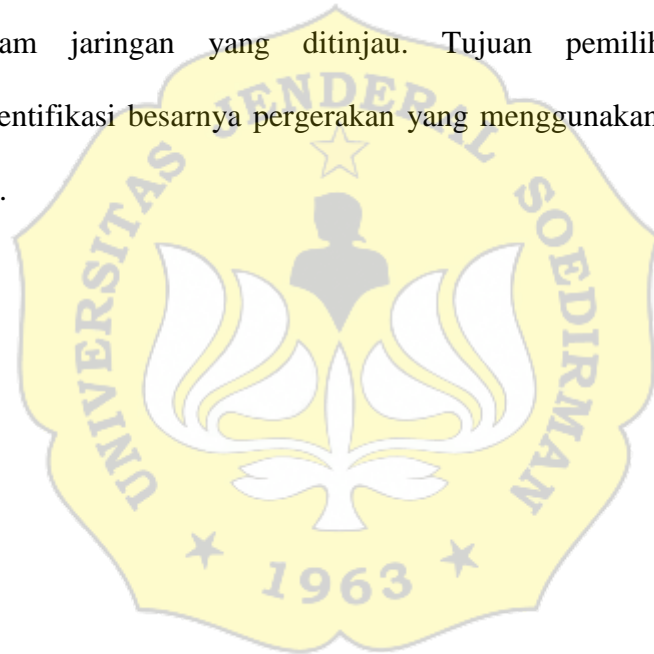 am jaringan yang ditinjau. Tujuan pemilih
entifikasi besarnya pergerakan yang menggunakan
.
UNIVERSITAS JENDERAL SOEDIRMAN
1963